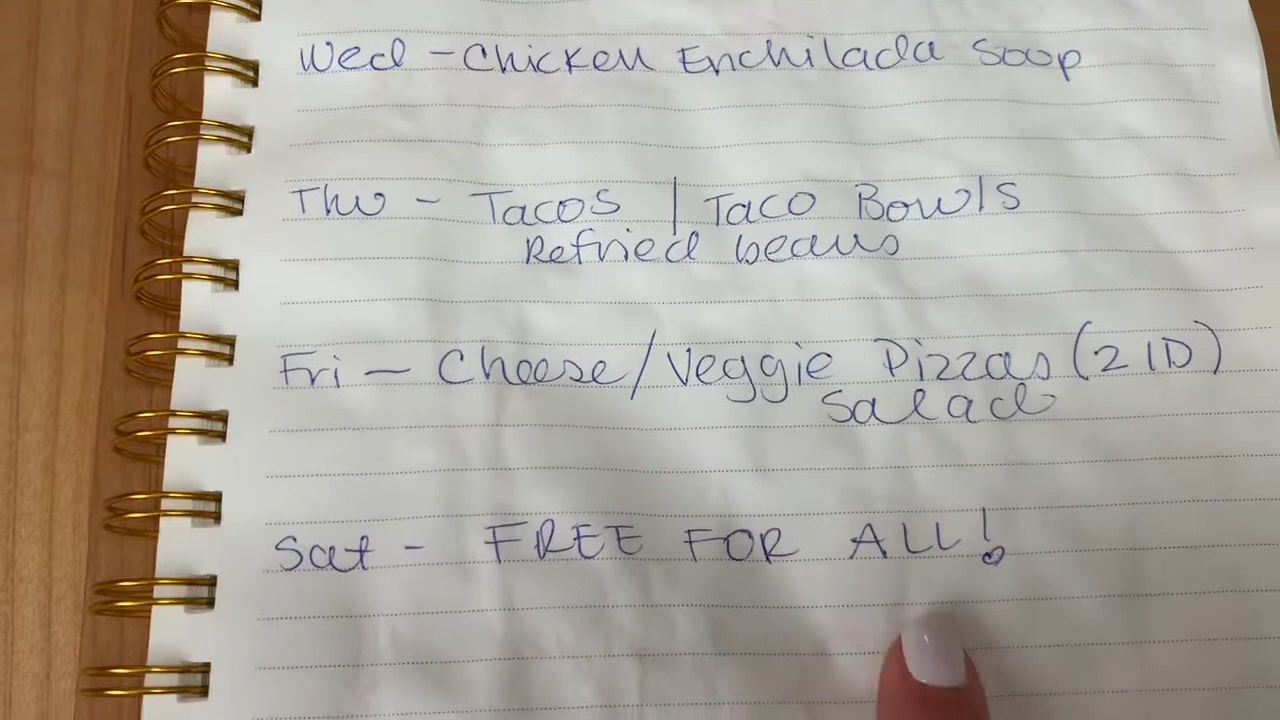 Wed - Chicken Enchilada Soup
Thu - Tacos | Taco Bowls
Refried beans
Fri - Cheese/Veggie Pizzas (2 ID)
Salad
Sat - FREE FOR ALL!